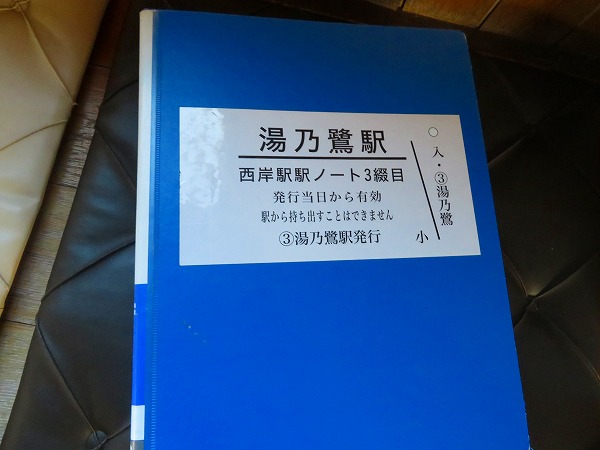 湯乃鷺駅
西岸駅駅ノート3綴目
発行当日から有効
駅から持ち出すことはできません
③湯乃鷺駅発行
○入・③湯乃鷺
小